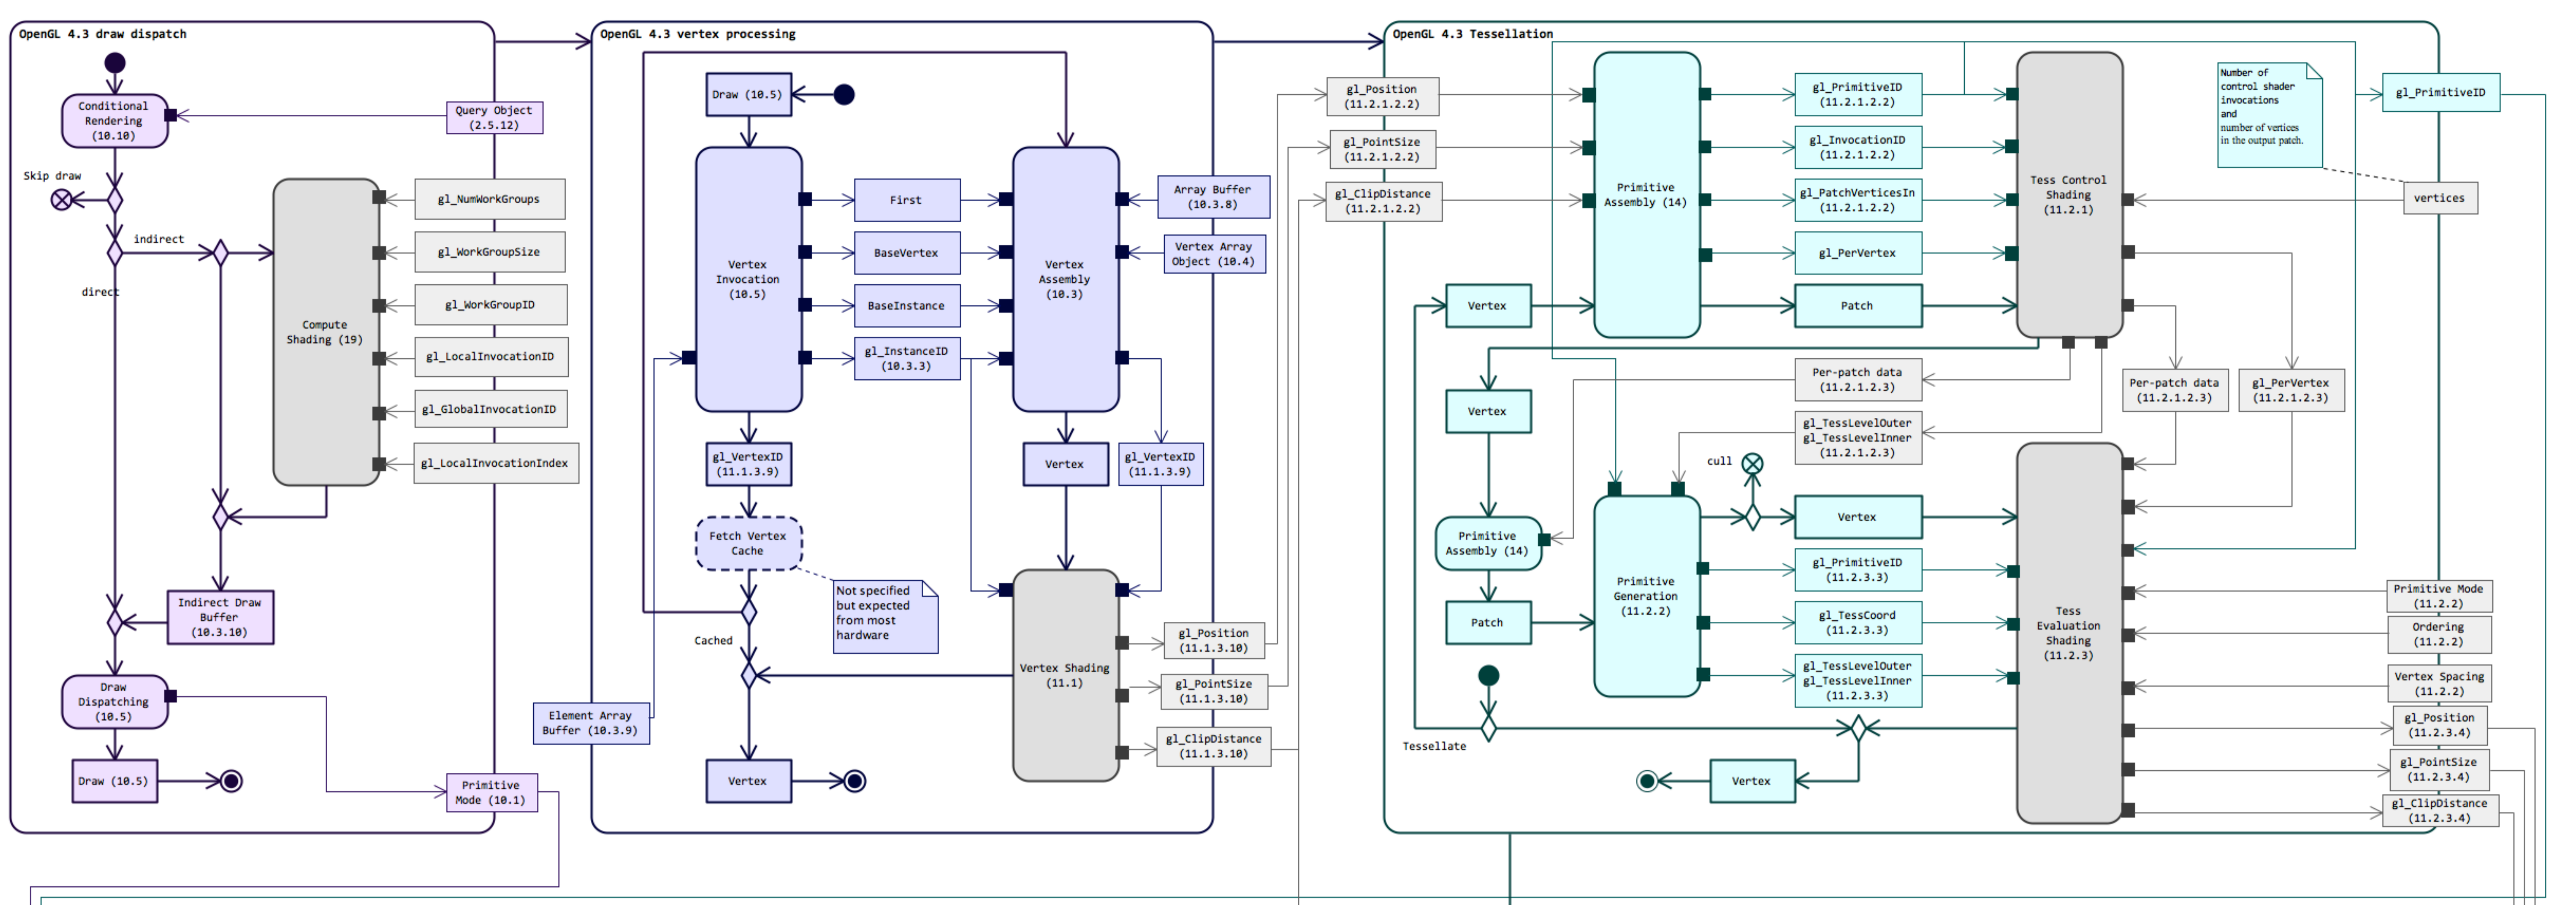 OpenGL 4.3 draw dispatch
Conditional
Rendering
(10.10)
Query Object
(2.5.12)
Skip draw
indirect
direct
Compute
Shading (19)
gl_NumWorkGroups
gl_WorkGroupSize
gl_WorkGroupID
gl_LocalInvocationID
gl_GlobalInvocationID
gl_LocalInvocationIndex
Indirect Draw
Buffer
(10.3.10)
Draw
Dispatching
(10.5)
Draw (10.5)
Primitive
Mode (10.1)
OpenGL 4.3 vertex processing
Draw (10.5)
Vertex
Invocation
(10.5)
First
BaseVertex
BaseInstance
gl_InstanceID
(10.3.3)
Vertex
Assembly
(10.3)
Array Buffer
(10.3.8)
Vertex Array
Object (10.4)
gl_VertexID
(11.1.3.9)
Vertex
gl_VertexID
(11.1.3.9)
Fetch Vertex
Cache
Not specified
but expected
from most
hardware
Cached
Vertex Shading
(11.1)
gl_Position
(11.1.3.10)
gl_PointSize
(11.1.3.10)
gl_ClipDistance
(11.1.3.10)
Element Array
Buffer (10.3.9)
Vertex
OpenGL 4.3 Tessellation
gl_Position
(11.2.1.2.2)
gl_PointSize
(11.2.1.2.2)
gl_ClipDistance
(11.2.1.2.2)
Primitive
Assembly (14)
gl_PrimitiveID
(11.2.1.2.2)
gl_InvocationID
(11.2.1.2.2)
gl_PatchVerticesIn
(11.2.1.2.2)
gl_PerVertex
Patch
Vertex
Tess Control
Shading
(11.2.1)
Number of
control shader
invocations
and
number of vertices
in the output patch.
gl_PrimitiveID
vertices
Per-patch data
(11.2.1.2.3)
gl_TessLevelOuter
gl_TessLevelInner
(11.2.1.2.3)
Per-patch data
(11.2.1.2.3)
gl_PerVertex
(11.2.1.2.3)
Vertex
cull
Primitive
Assembly (14)
Patch
Primitive
Generation
(11.2.2)
Vertex
gl_PrimitiveID
(11.2.3.3)
gl_TessCoord
(11.2.3.3)
gl_TessLevelOuter
gl_TessLevelInner
(11.2.3.3)
Tess
Evaluation
Shading
(11.2.3)
Primitive Mode
(11.2.2)
Ordering
(11.2.2)
Vertex Spacing
(11.2.2)
gl_Position
(11.2.3.4)
gl_PointSize
(11.2.3.4)
gl_ClipDistance
(11.2.3.4)
Tessellate
Vertex